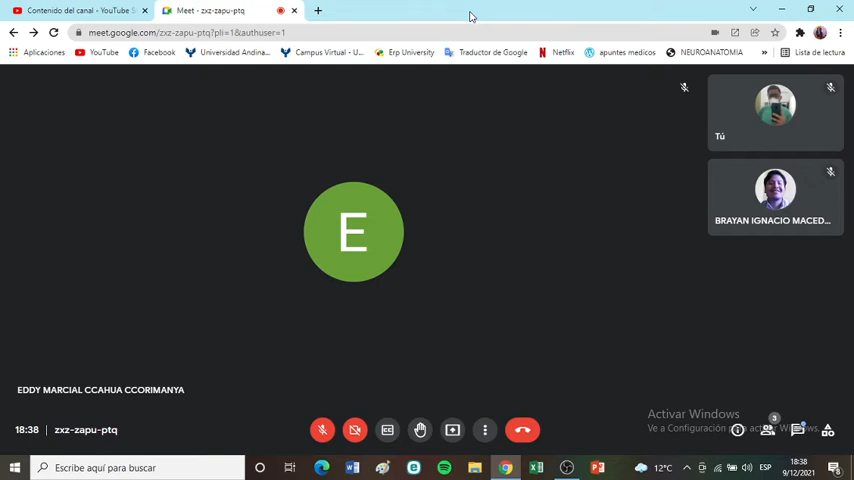 Contenido del canal - YouTube S
Meet - zxz-zapu-ptq
meet.google.com/zxz-zapu-ptq?pli=1&authuser=1
Aplicaciones
YouTube
Facebook
Universidad Andina...
Campus Virtual - U...
Erp University
Traductor de Google
Netflix
apuntes medicos
NEUROANATOMIA
»
Lista de lectura
Tú
E
BRAYAN IGNACIO MACED...
EDDY MARCIAL CCAHUA CCORIMANYA
Activar Windows
Ve a Configuración para activar Windows.
18:38 | zxz-zapu-ptq
3
Escribe aquí para buscar
12°C
ESP
18:38
9/12/2021